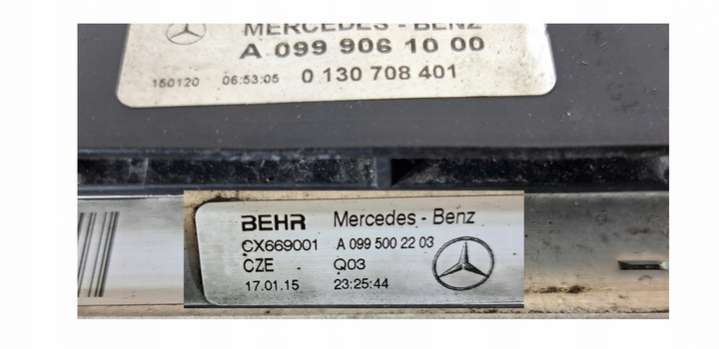 MERCEDES - BENZ
A 099 906 10 00
150120 06:53:05 0 130 708 401
BEHR Mercedes - Benz
CX669001 A 099 500 22 03
CZE Q03
17.01.15 23:25:44